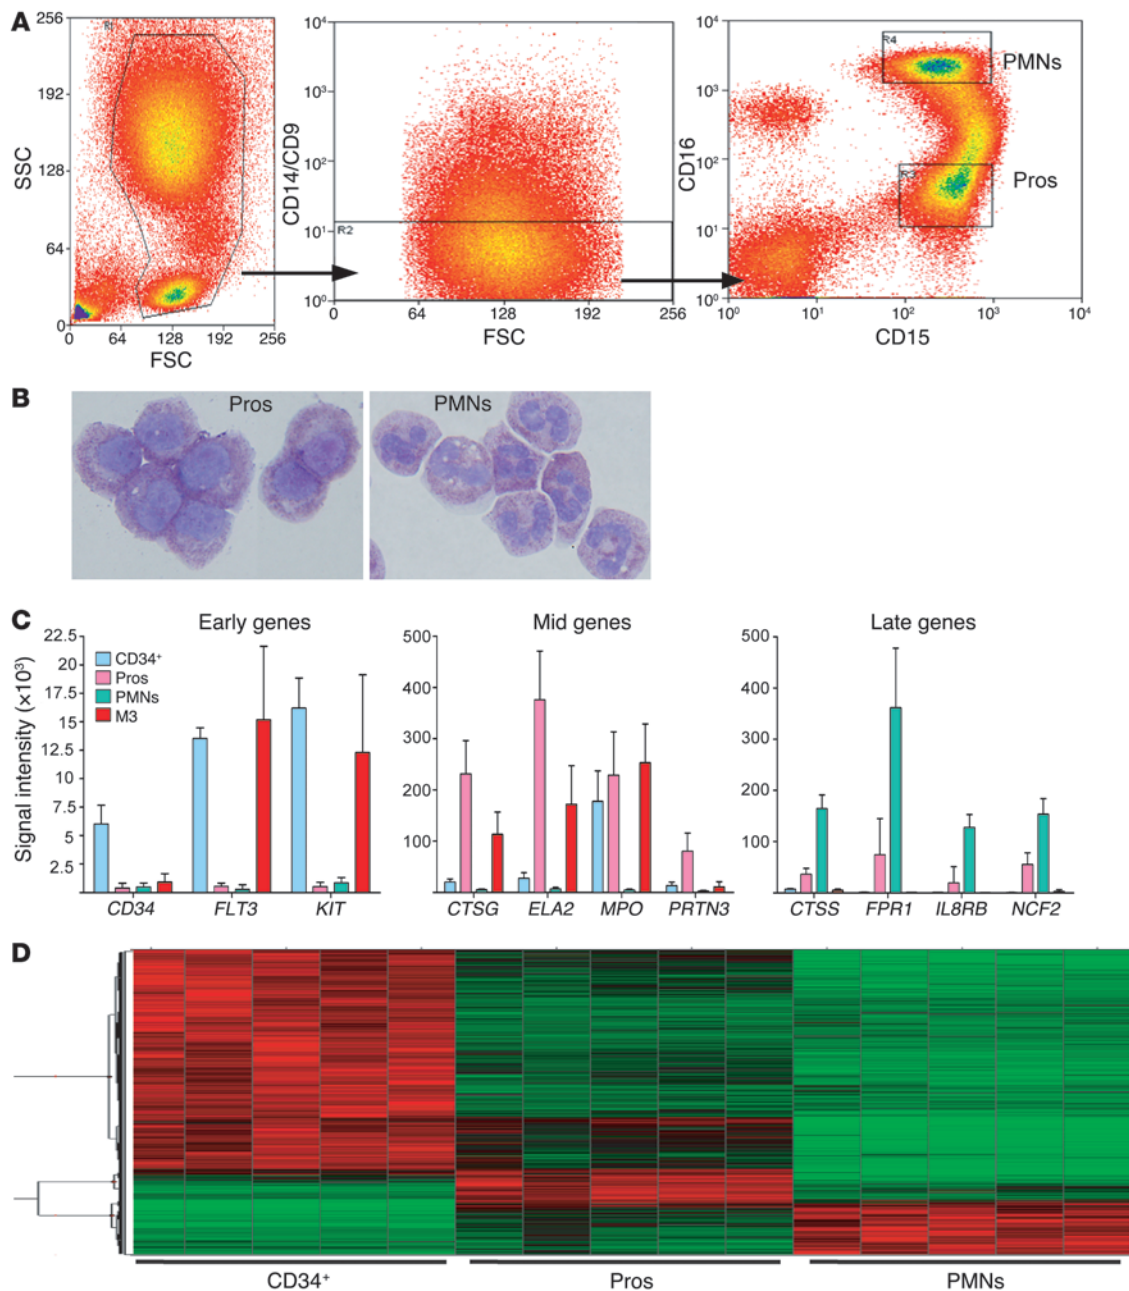 A
256
192
128
64
0
SSC
R1
0 64 128 192 256
FSC
10⁴
10³
10²
10¹
10⁰
CD14/CD9
R2
64 128 192 256
FSC
10⁴
10³
10²
10¹
10⁰
CD16
R4
PMNs
R3
Pros
10⁰ 10¹ 10² 10³ 10⁴
CD15
B
Pros
PMNs
C
Early genes
Signal intensity (×10³)
22.5
20
17.5
15
12.5
10
7.5
5
2.5
CD34⁺
Pros
PMNs
M3
CD34 FLT3 KIT
Mid genes
500
400
300
200
100
CTSG ELA2 MPO PRTN3
Late genes
500
400
300
200
100
CTSS FPR1 IL8RB NCF2
D
CD34⁺ Pros PMNs